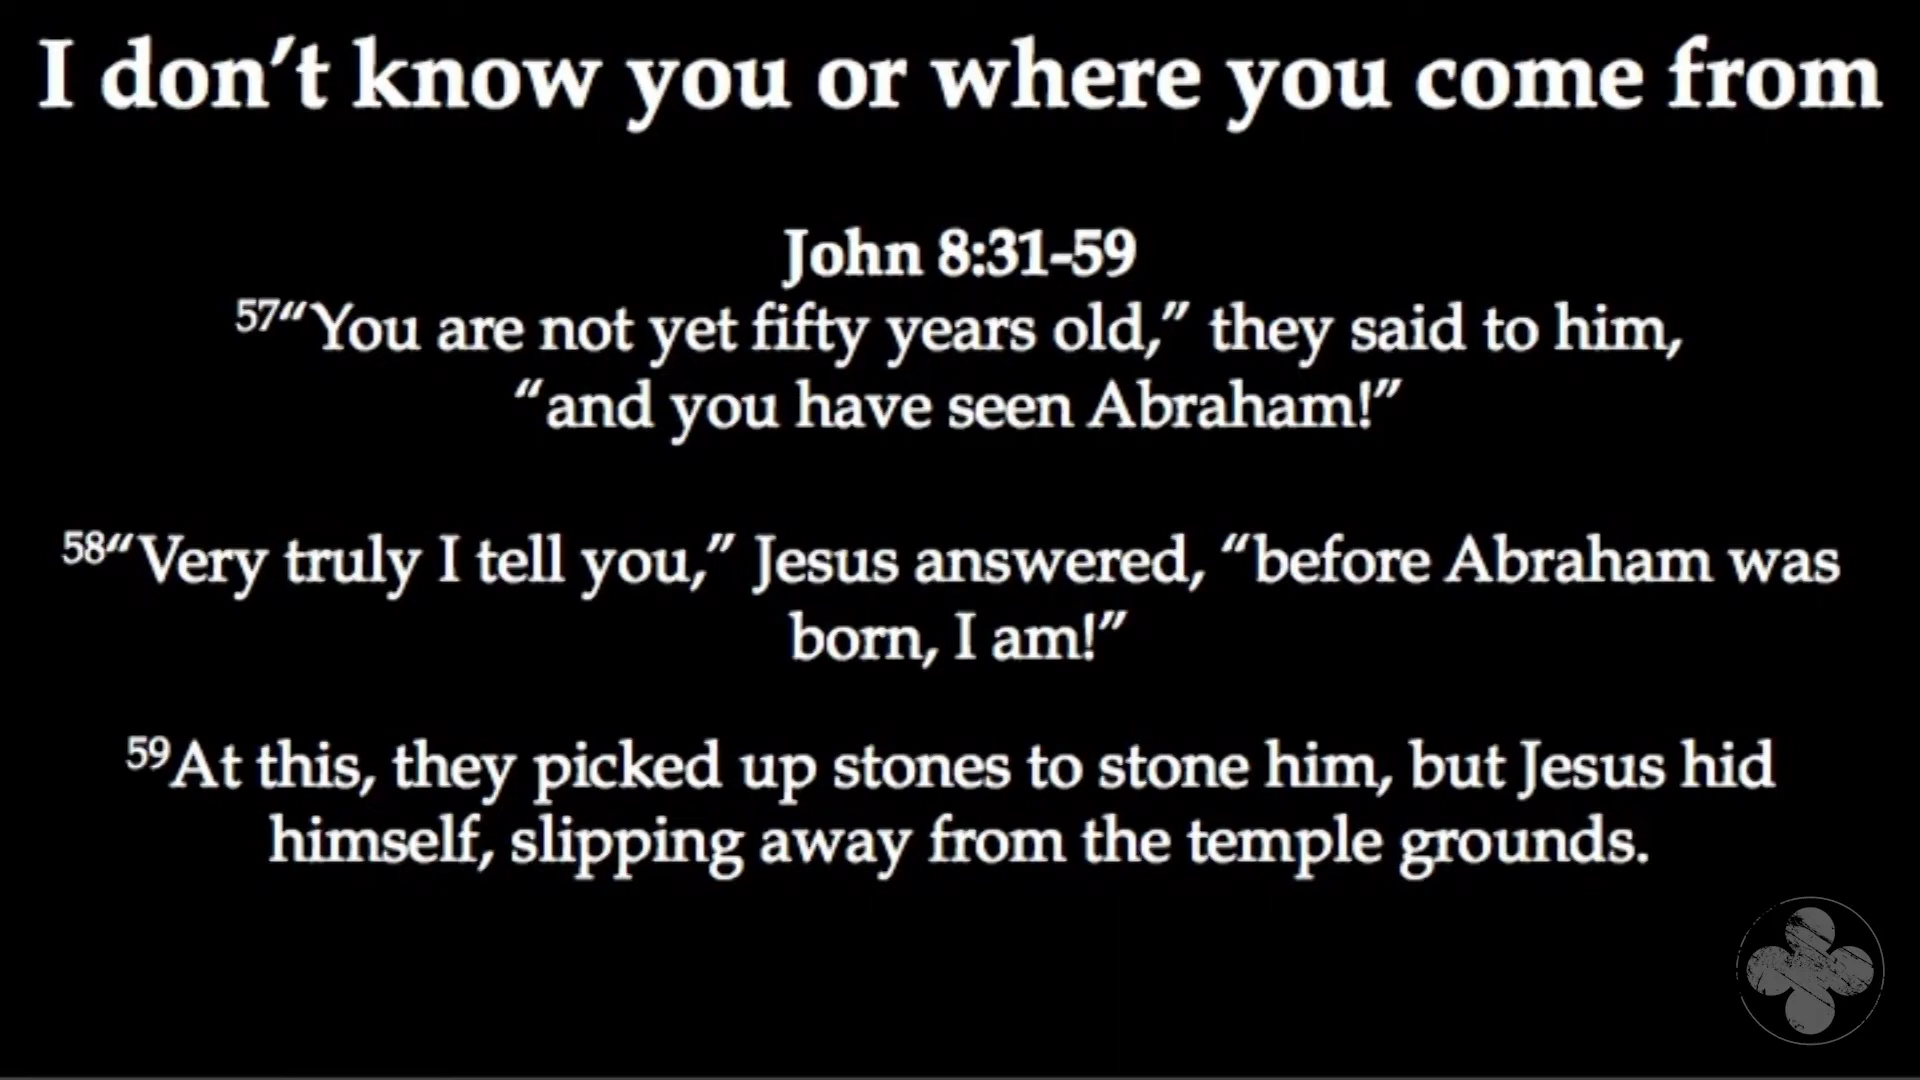 I don’t know you or where you come from
John 8:31-59
57“You are not yet fifty years old,” they said to him,
“and you have seen Abraham!”
58“Very truly I tell you,” Jesus answered, “before Abraham was
born, I am!”
59At this, they picked up stones to stone him, but Jesus hid
himself, slipping away from the temple grounds.